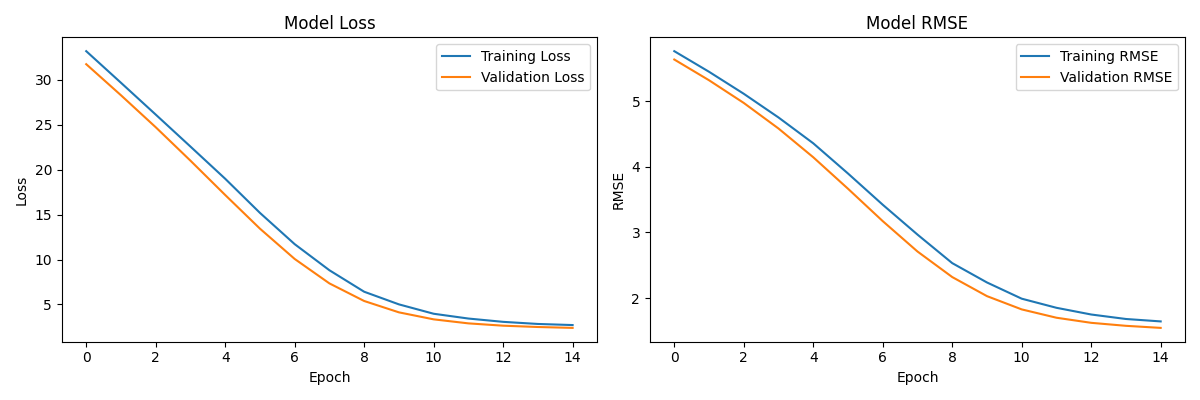 Model Loss
30
25
20
15
10
5
Loss
0 2 4 6 8 10 12 14
Epoch
Training Loss
Validation Loss
Model RMSE
5
4
3
2
RMSE
0 2 4 6 8 10 12 14
Epoch
Training RMSE
Validation RMSE